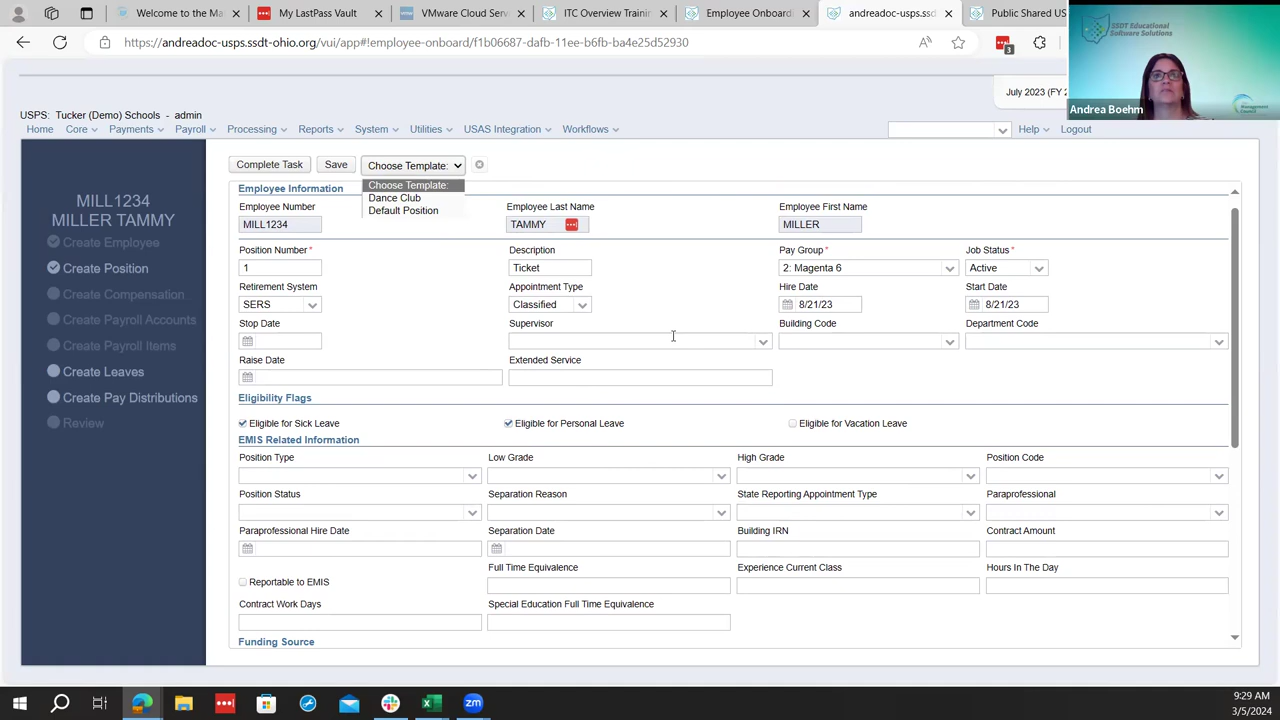 Welcome to the Ma
My LastPass Vault
VMware Cloud Servi
ITC Overview Trainin
Employee Onboardi
andreadoc-usps.ssdt
Public Shared US
https://andreadoc-usps.ssdt-ohio.org/vui/app#!employee-onboard/f1b06687-dafb-11ee-b6fb-ba4e25d52930
3
SSDT Educational
Software Solutions
Andrea Boehm
July 2023 (FY 2
USPS: Tucker (Demo) Schools - admin
Home Core Payments Payroll Processing Reports System Utilities USAS Integration Workflows Help Logout
Complete Task Save Choose Template:
Choose Template:
Dance Club
Default Position
MILL1234
MILLER TAMMY
Create Employee
Create Position
Create Compensation
Create Payroll Accounts
Create Payroll Items
Create Leaves
Create Pay Distributions
Review
Employee Information
Employee Number Employee Last Name Employee First Name
MILL1234 TAMMY MILLER
Position Number* Description Pay Group* Job Status*
1 Ticket 2: Magenta 6 Active
Retirement System Appointment Type Hire Date Start Date
SERS Classified 8/21/23 8/21/23
Stop Date Supervisor Building Code Department Code
Raise Date Extended Service
Eligibility Flags
Eligible for Sick Leave Eligible for Personal Leave Eligible for Vacation Leave
EMIS Related Information
Position Type Low Grade High Grade Position Code
Position Status Separation Reason State Reporting Appointment Type Paraprofessional
Paraprofessional Hire Date Separation Date Building IRN Contract Amount
Reportable to EMIS Full Time Equivalence Experience Current Class Hours In The Day
Contract Work Days Special Education Full Time Equivalence
Funding Source
9:29 AM
3/5/2024